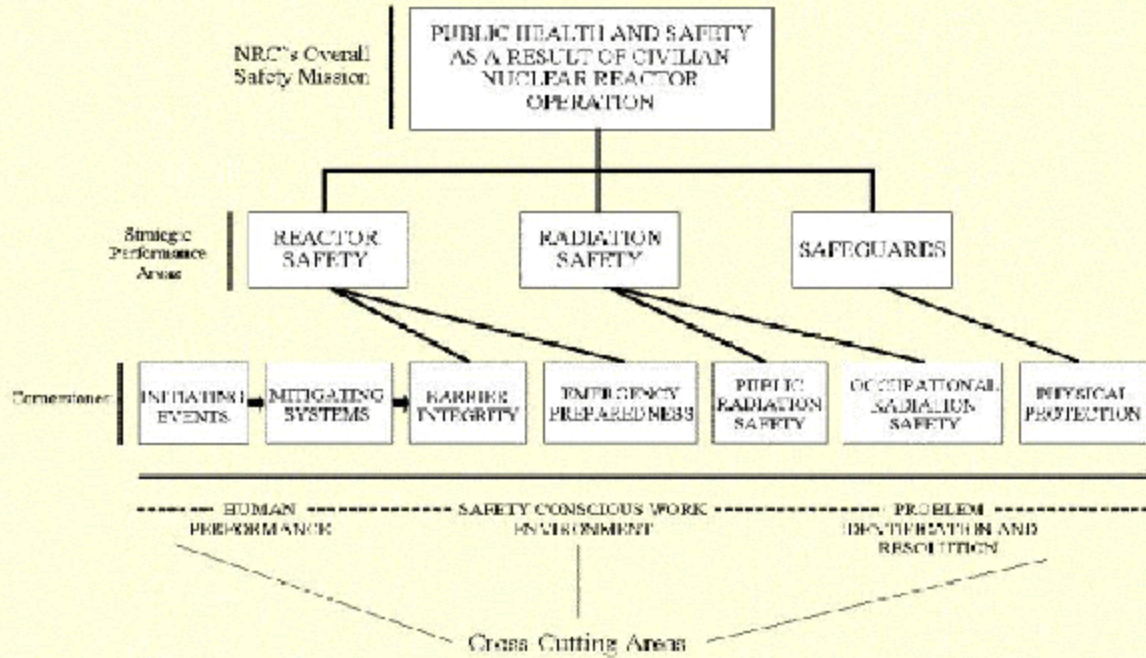 NRC's Overall
Safety Mission
PUBLIC HEALTH AND SAFETY
AS A RESULT OF CIVILIAN
NUCLEAR REACTOR
OPERATION
Strategic
Performance
Areas
REACTOR
SAFETY
RADIATION
SAFETY
SAFEGUARDS
Cornerstones
INITIATING
EVENTS
MITIGATING
SYSTEMS
BARRIER
INTEGRITY
EMERGENCY
PREPAREDNESS
PUBLIC
RADIATION
SAFETY
OCCUPATIONAL
RADIATION
SAFETY
PHYSICAL
PROTECTION
HUMAN
PERFORMANCE
SAFETY CONSCIOUS WORK
ENVIRONMENT
PROBLEM
IDENTIFICATION AND
RESOLUTION
Cross Cutting Areas